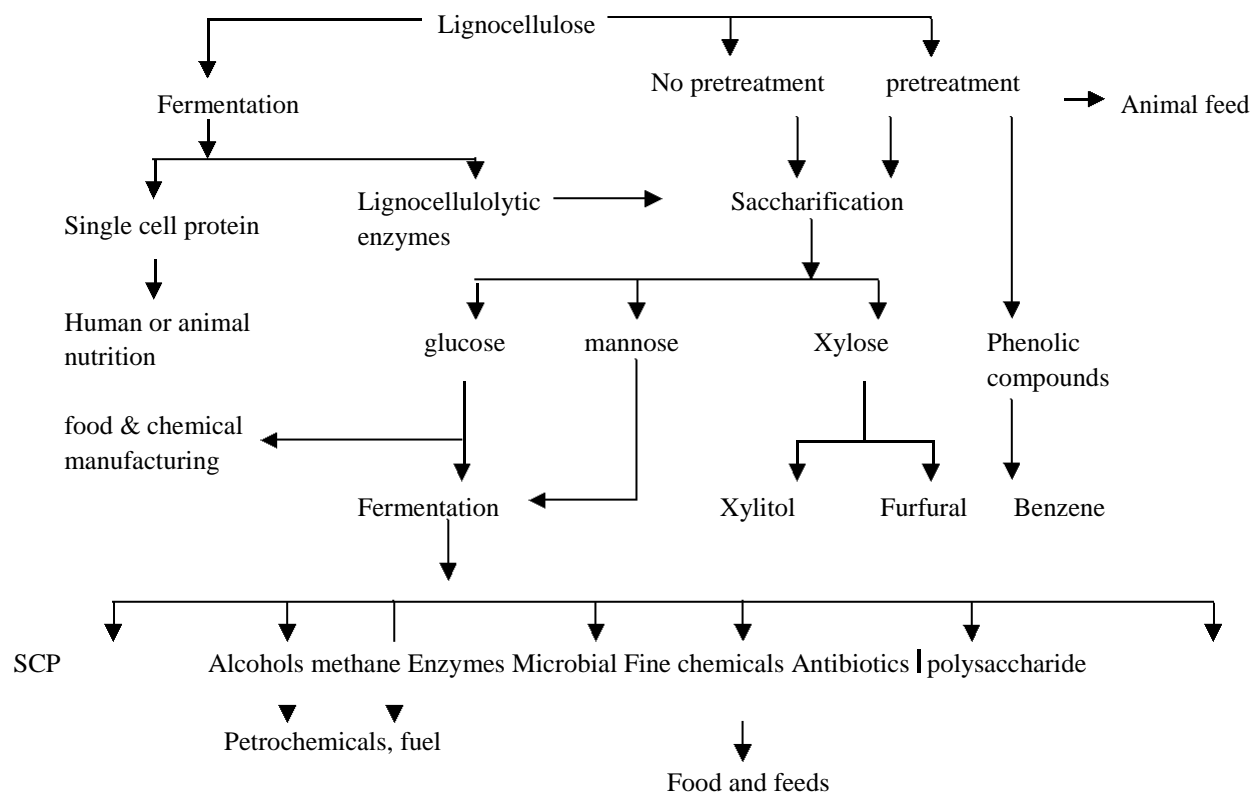 Lignocellulose
No pretreatment
pretreatment
Fermentation
Animal feed
Lignocellulolytic
enzymes
Saccharification
Single cell protein
Human or animal
nutrition
glucose
mannose
Xylose
Phenolic
compounds
food & chemical
manufacturing
Fermentation
Xylitol
Furfural
Benzene
SCP
Alcohols methane Enzymes Microbial Fine chemicals Antibiotics polysaccharide
Petrochemicals, fuel
Food and feeds